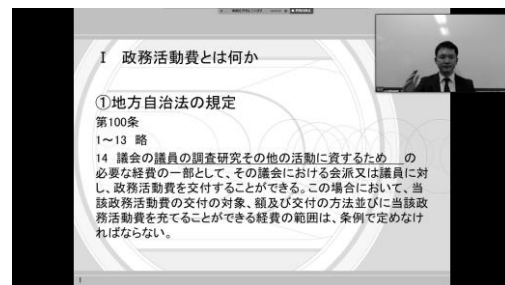 Ⅰ 政務活動費とは何か
①地方自治法の規定
第100条
1～13 略
14 議会の議員の調査研究その他の活動に資するため の
必要な経費の一部として、その議会における会派又は議員に対
し、政務活動費を交付することができる。この場合において、当
該政務活動費の交付の対象、額及び交付の方法並びに当該政
務活動費を充てることができる経費の範囲は、条例で定めなけ
ればならない。